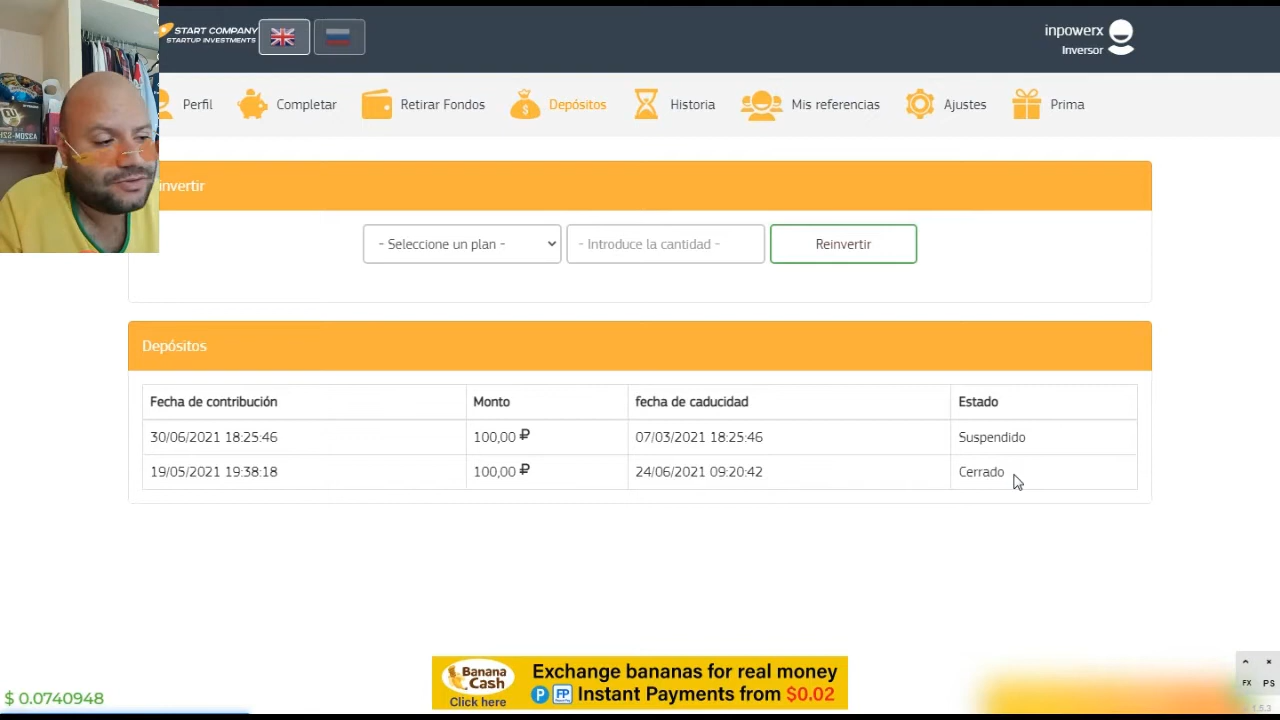 START COMPANY
STARTUP INVESTMENTS
inpowerx
Inversor
Perfil
Completar
Retirar Fondos
Depósitos
Historia
Mis referencias
Ajustes
Prima
invertir
- Seleccione un plan -
- Introduce la cantidad -
Reinvertir
Depósitos
Fecha de contribución Monto fecha de caducidad Estado
30/06/2021 18:25:46 100,00 ₽ 07/03/2021 18:25:46 Suspendido
19/05/2021 19:38:18 100,00 ₽ 24/06/2021 09:20:42 Cerrado
Banana
Cash
Click here
Exchange bananas for real money
Instant Payments from $0.02
$ 0.0740948
FX PS
1.5.3